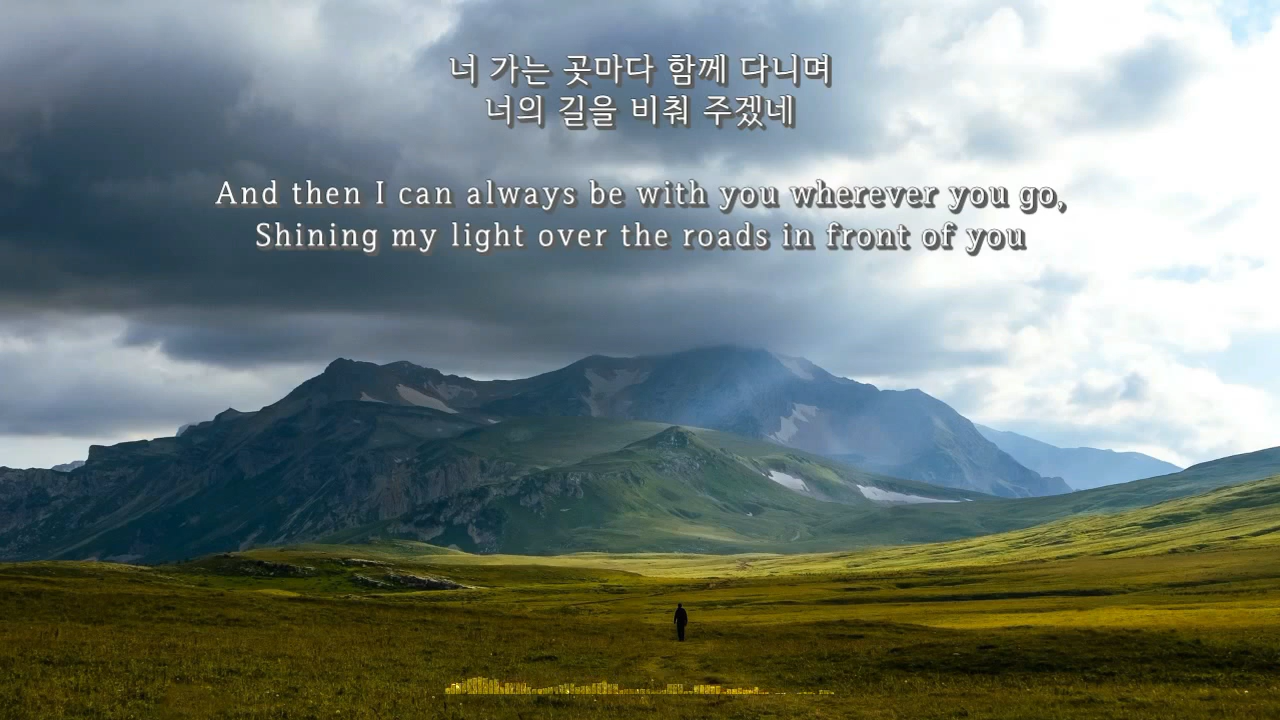 너 가는 곳마다 함께 다니며
너의 길을 비춰 주겠네
And then I can always be with you wherever you go,
Shining my light over the roads in front of you